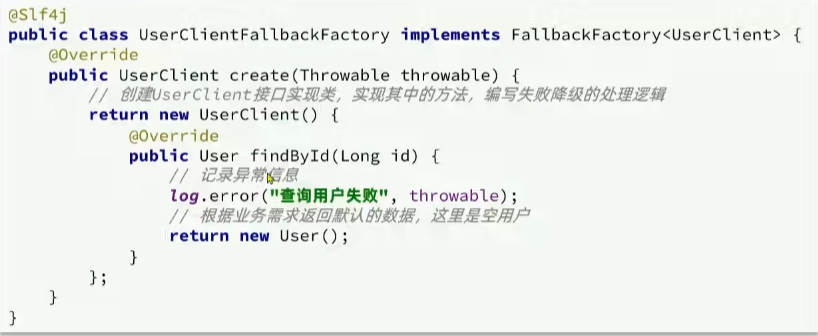 @Slf4j
public class UserClientFallbackFactory implements FallbackFactory<UserClient> {
    @Override
    public UserClient create(Throwable throwable) {
        // 创建UserClient接口实现类，实现其中的方法，编写失败降级的处理逻辑
        return new UserClient() {
            @Override
            public User findById(Long id) {
                // 记录异常信息
                log.error("查询用户失败", throwable);
                // 根据业务需求返回默认的数据，这里是空用户
                return new User();
            }
        };
    }
}